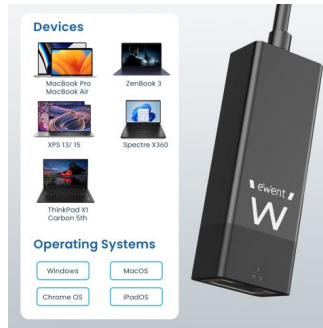 Devices
MacBook Pro
MacBook Air
ZenBook 3
XPS 13/ 15
Spectre X360
ThinkPad X1
Carbon 5th
Operating Systems
Windows
MacOS
Chrome OS
iPadOS
ewent
W